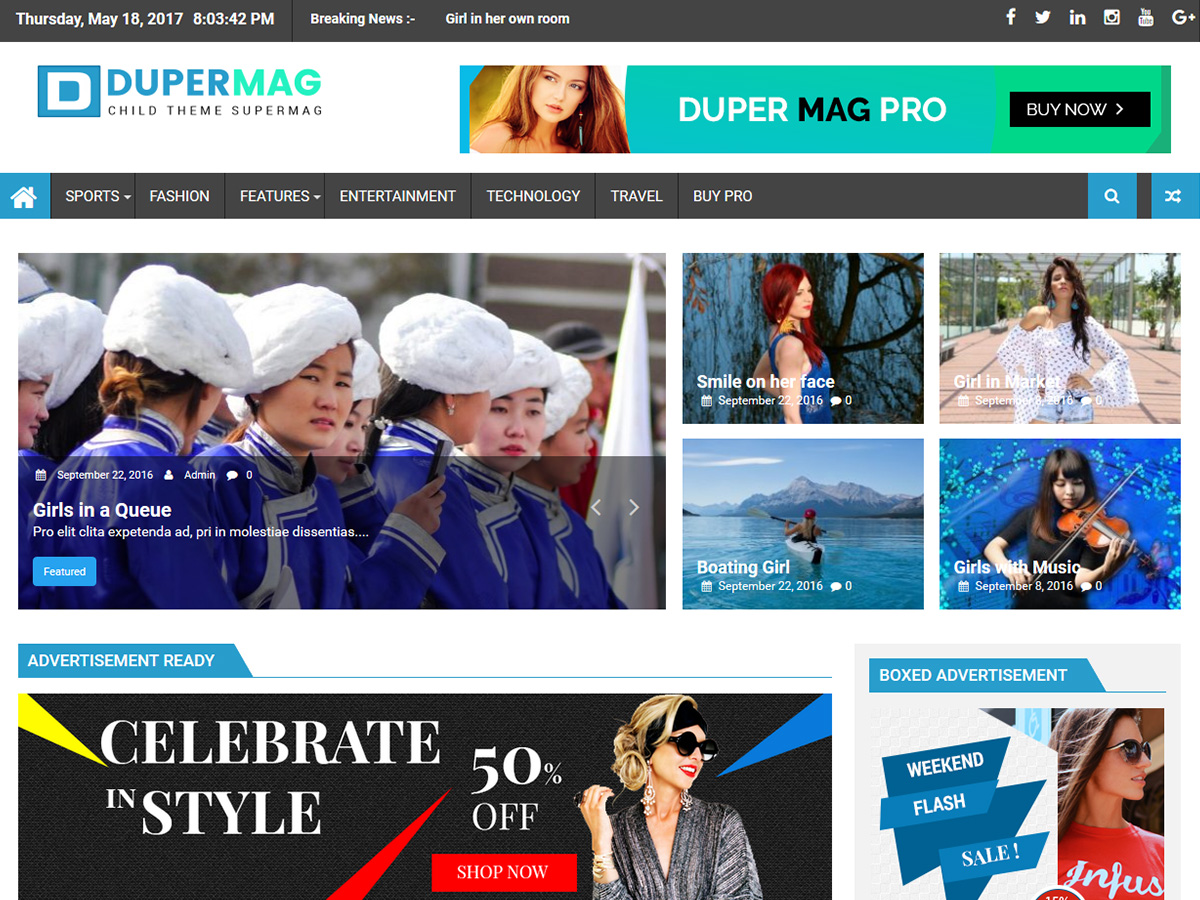 Thursday, May 18, 2017 8:03:42 PM
Breaking News :-
Girl in her own room
You Tube
G+
D DUPERMAG
CHILD THEME SUPERMAG
DUPER MAG PRO
BUY NOW
SPORTS
FASHION
FEATURES
ENTERTAINMENT
TECHNOLOGY
TRAVEL
BUY PRO
September 22, 2016 Admin 0
Girls in a Queue
Pro elit clita expetenda ad, pri in molestiae dissentias....
Featured
Smile on her face
September 22, 2016 0
Girl in Market
September 8, 2016 0
Boating Girl
September 22, 2016 0
Girls with Music
September 8, 2016 0
ADVERTISEMENT READY
CELEBRATE
IN STYLE
50%
OFF
SHOP NOW
BOXED ADVERTISEMENT
WEEKEND
FLASH
SALE !
Infus
15%